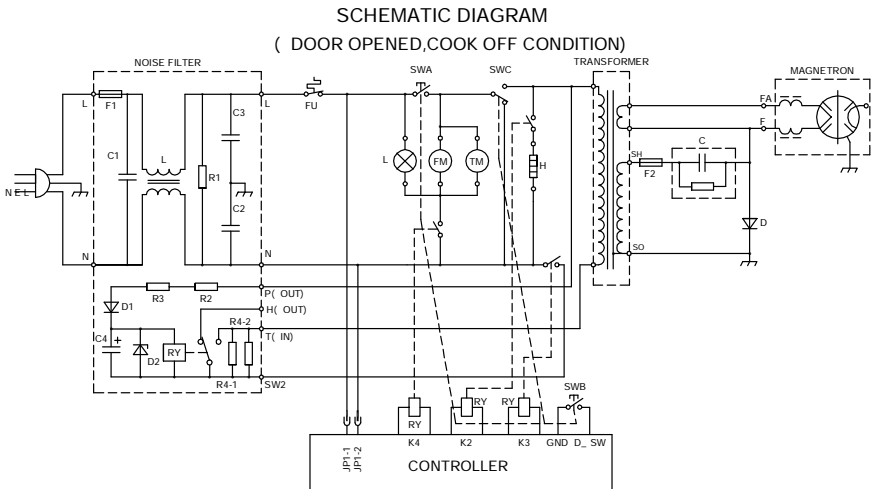 SCHEMATIC DIAGRAM
( DOOR OPENED,COOK OFF CONDITION)
NOISE FILTER
SWA
SWC
TRANSFORMER
MAGNETRON
L
F1
L
FU
FA
C3
F
C1
L
R1
L
FM
TM
H
SH
F2
C
N E L
C2
D
N
N
SO
R3
R2
P( OUT)
D1
H( OUT)
R4-2
T( IN)
C4
+
D2
RY
R4-1
SW2
SWB
RY
RY
RY
JP1-1
JP1-2
K4
K2
K3
GND
D_ SW
CONTROLLER